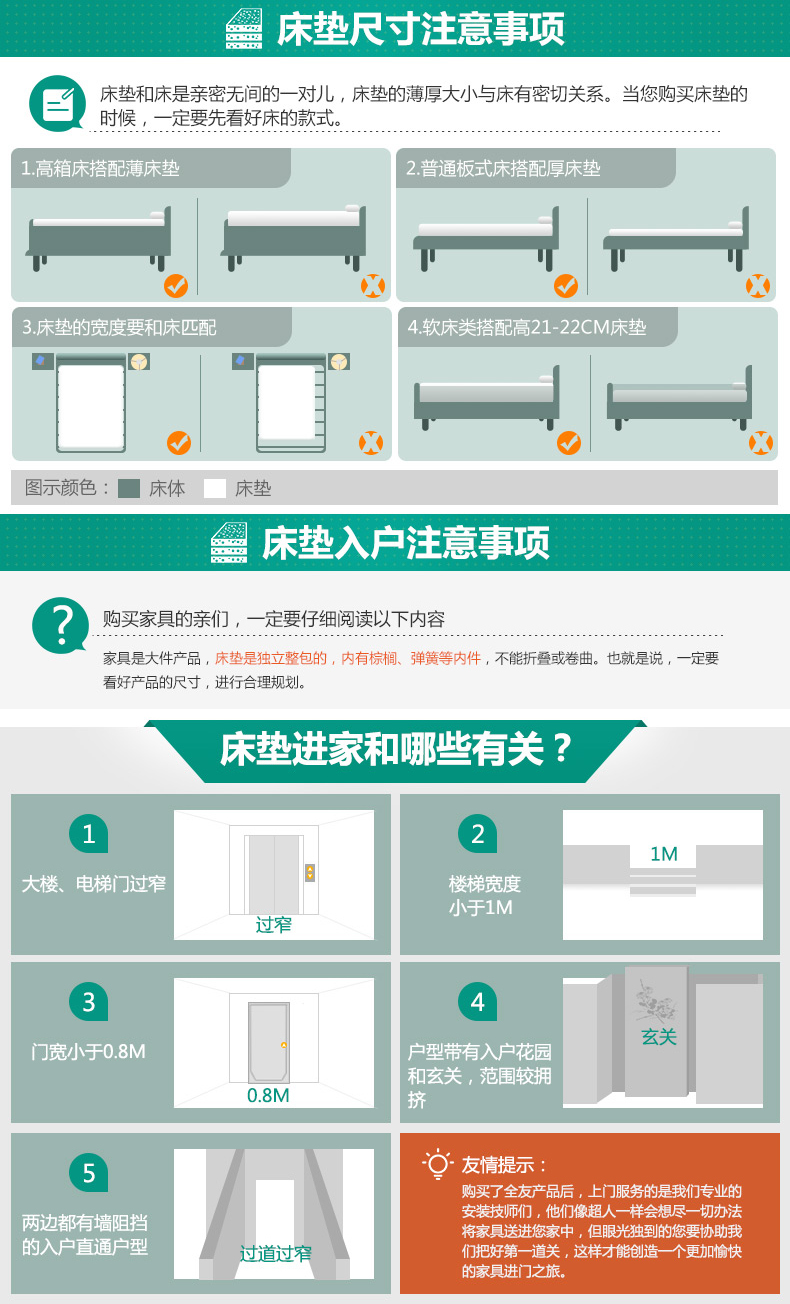 床垫尺寸注意事项
床垫和床是亲密无间的一对儿，床垫的薄厚大小与床有密切关系。当您购买床垫的
时候，一定要先看好床的款式。
1.高箱床搭配薄床垫
2.普通板式床搭配厚床垫
3.床垫的宽度要和床匹配
4.软床类搭配高21-22CM床垫
图示颜色：床体 床垫
床垫入户注意事项
?
购买家具的亲们，一定要仔细阅读以下内容
家具是大件产品，床垫是独立整包的，内有棕榈、弹簧等内件，不能折叠或卷曲。也就是说，一定要
看好产品的尺寸，进行合理规划。
床垫进家和哪些有关？
1
大楼、电梯门过窄
过窄
2
楼梯宽度
小于1M
1M
3
门宽小于0.8M
0.8M
4
户型带有入户花园
和玄关，范围较拥
挤
玄关
5
两边都有墙阻挡
的入户直通户型
过道过窄
友情提示：
购买了全友产品后，上门服务的是我们专业的
安装技师们，他们像超人一样会想尽一切办法
将家具送进您家中，但眼光独到的您要协助我
们把好第一道关，这样才能创造一个更加愉快
的家具进门之旅。